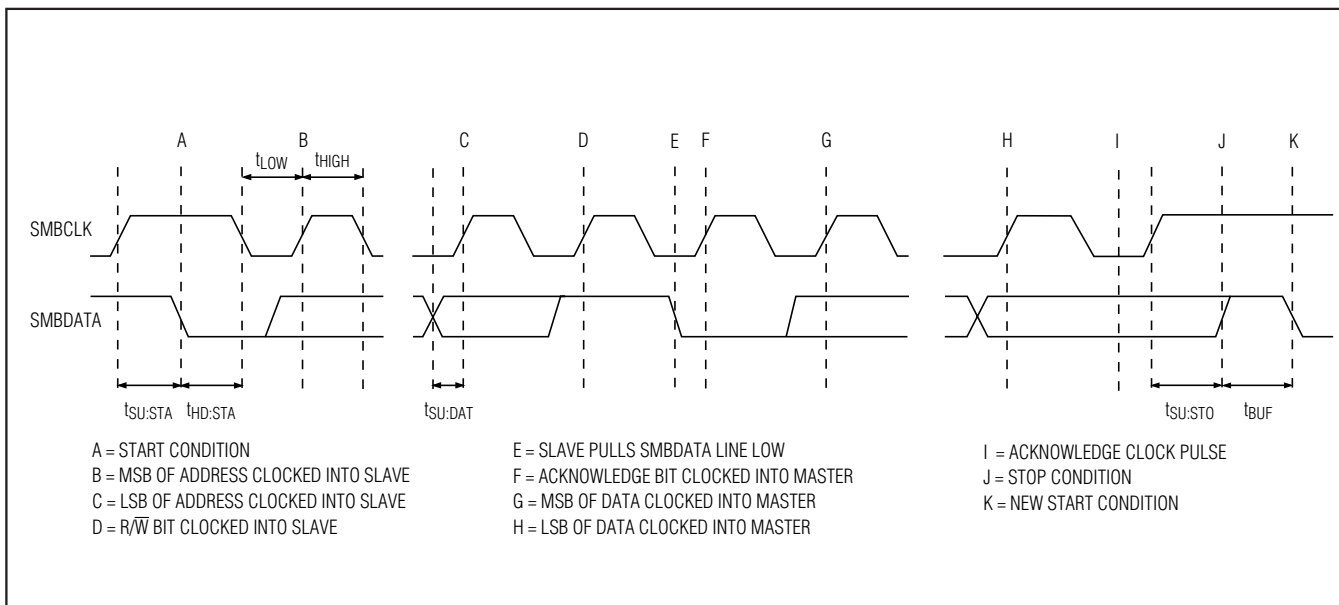 A B C D E F G H I J K
tLOW tHIGH
SMBCLK
SMBDATA
tSU:STA tHD:STA tSU:DAT tSU:STO tBUF
A = START CONDITION
B = MSB OF ADDRESS CLOCKED INTO SLAVE
C = LSB OF ADDRESS CLOCKED INTO SLAVE
D = R/W̅ BIT CLOCKED INTO SLAVE
E = SLAVE PULLS SMBDATA LINE LOW
F = ACKNOWLEDGE BIT CLOCKED INTO MASTER
G = MSB OF DATA CLOCKED INTO MASTER
H = LSB OF DATA CLOCKED INTO MASTER
I = ACKNOWLEDGE CLOCK PULSE
J = STOP CONDITION
K = NEW START CONDITION